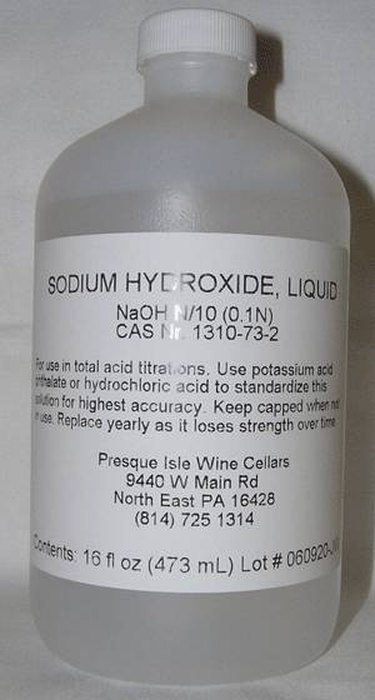 SODIUM HYDROXIDE, LIQUID
NaOH N/10 (0.1N)
CAS Nr. 1310-73-2
For use in total acid titrations. Use potassium acid
phthalate or hydrochloric acid to standardize this
solution for highest accuracy. Keep capped when not
in use. Replace yearly as it loses strength over time.
Presque Isle Wine Cellars
9440 W Main Rd
North East PA 16428
(814) 725 1314
Contents: 16 fl oz (473 mL) Lot # 060920-